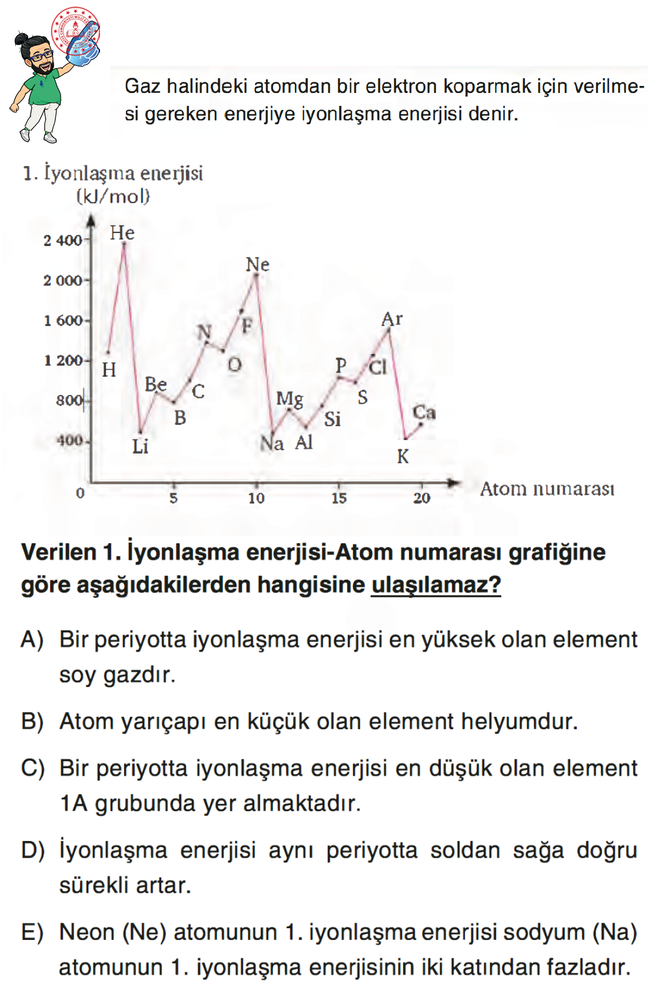 Gaz halindeki atomdan bir elektron koparmak için verilme-
si gereken enerjiye iyonlaşma enerjisi denir.
1. İyonlaşma enerjisi
(kJ/mol)
2 400
2 000
1 600
1 200
800
400
0
He
H
Li
Be
B
C
N
O
F
Ne
Na
Mg
Al
Si
P
S
Cl
Ar
K
Ca
5
10
15
20
Atom numarası
Verilen 1. İyonlaşma enerjisi-Atom numarası grafiğine
göre aşağıdakilerden hangisine ulaşılamaz?
A) Bir periyotta iyonlaşma enerjisi en yüksek olan element
soy gazdır.
B) Atom yarıçapı en küçük olan element helyumdur.
C) Bir periyotta iyonlaşma enerjisi en düşük olan element
1A grubunda yer almaktadır.
D) İyonlaşma enerjisi aynı periyotta soldan sağa doğru
sürekli artar.
E) Neon (Ne) atomunun 1. iyonlaşma enerjisi sodyum (Na)
atomunun 1. iyonlaşma enerjisinin iki katından fazladır.